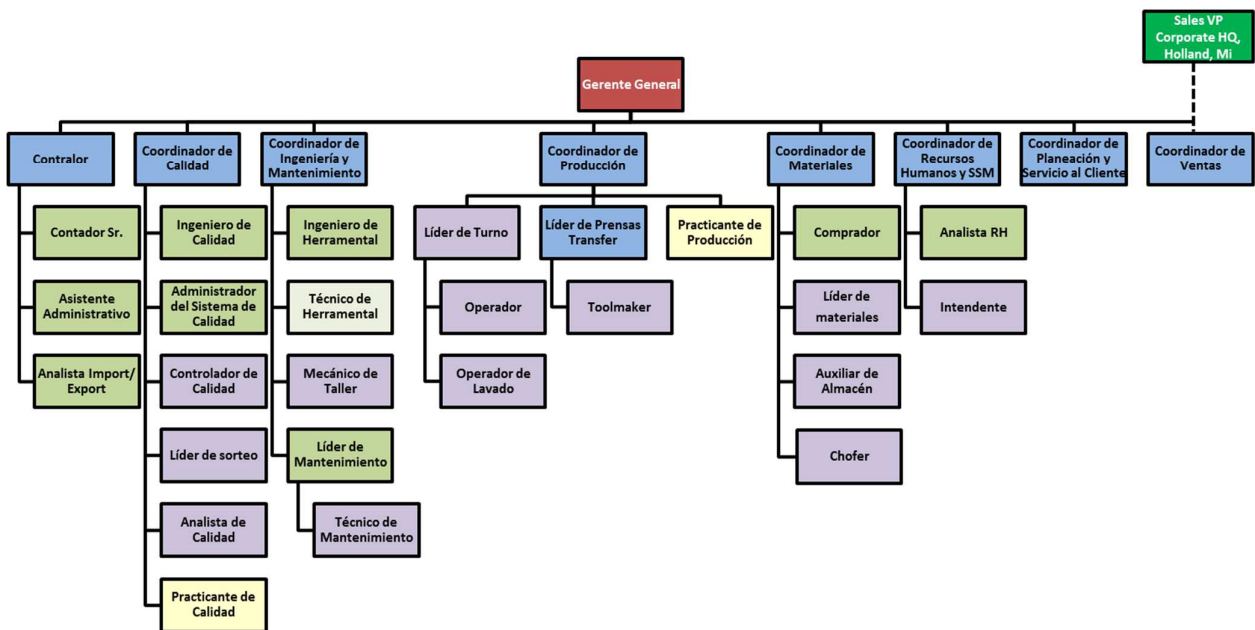 Sales VP
Corporate HQ,
Holland, Mi
Gerente General
Contralor
Coordinador de
Calidad
Coordinador de
Ingeniería y
Mantenimiento
Coordinador de
Producción
Coordinador de
Materiales
Coordinador de
Recursos
Humanos y SSM
Coordinador de
Planeación y
Servicio al Cliente
Coordinador de
Ventas
Contador Sr.
Ingeniero de
Calidad
Ingeniero de
Herramental
Líder de Turno
Líder de Prensas
Transfer
Practicante de
Producción
Comprador
Analista RH
Asistente
Administrativo
Administrador
del Sistema de
Calidad
Técnico de
Herramental
Operador
Toolmaker
Líder de
materiales
Intendente
Analista Import/
Export
Controlador de
Calidad
Mecánico de
Taller
Operador de
Lavado
Auxiliar de
Almacén
Líder de sorteo
Líder de
Mantenimiento
Chofer
Analista de
Calidad
Técnico de
Mantenimiento
Practicante de
Calidad